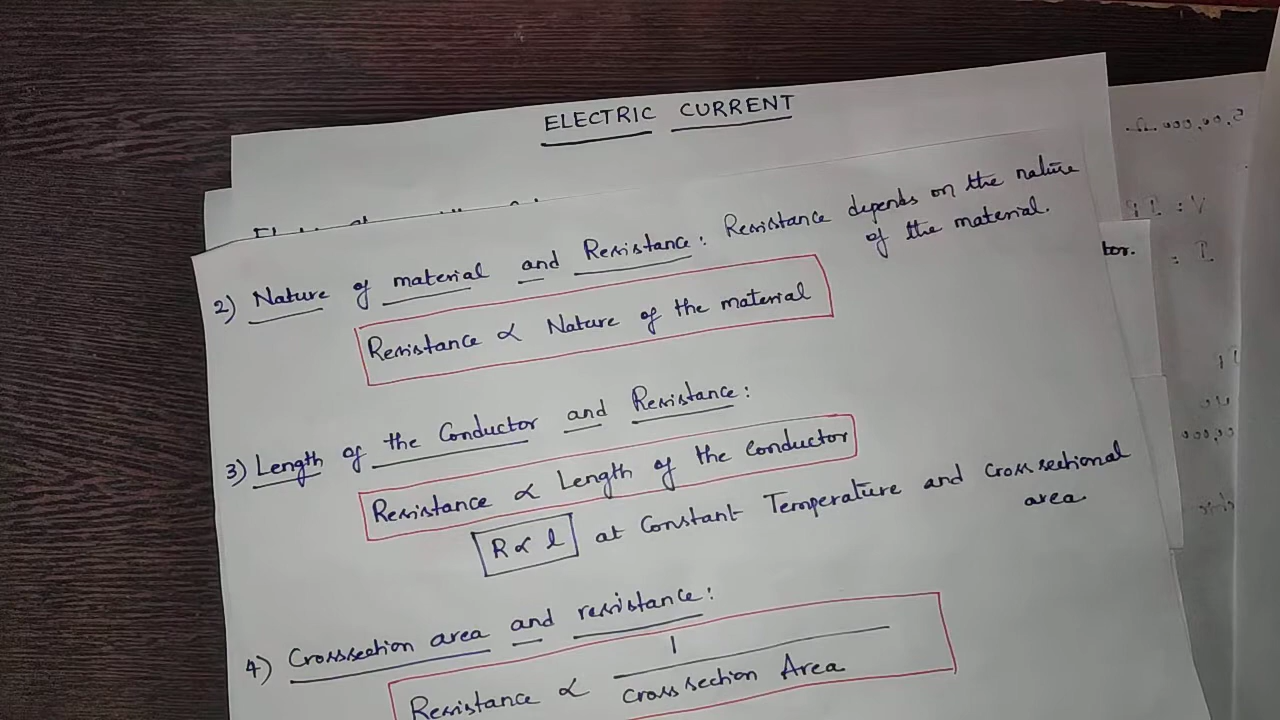 ELECTRIC CURRENT
2) Nature of material and Resistance: Resistance depends on the nature
of the material.
Resistance ∝ Nature of the material
3) Length of the Conductor and Resistance:
Resistance ∝ Length of the conductor
R ∝ l at Constant Temperature and Cross sectional
area
4) Crosssection area and resistance:
Resistance ∝ 1
Cross section Area
tor.